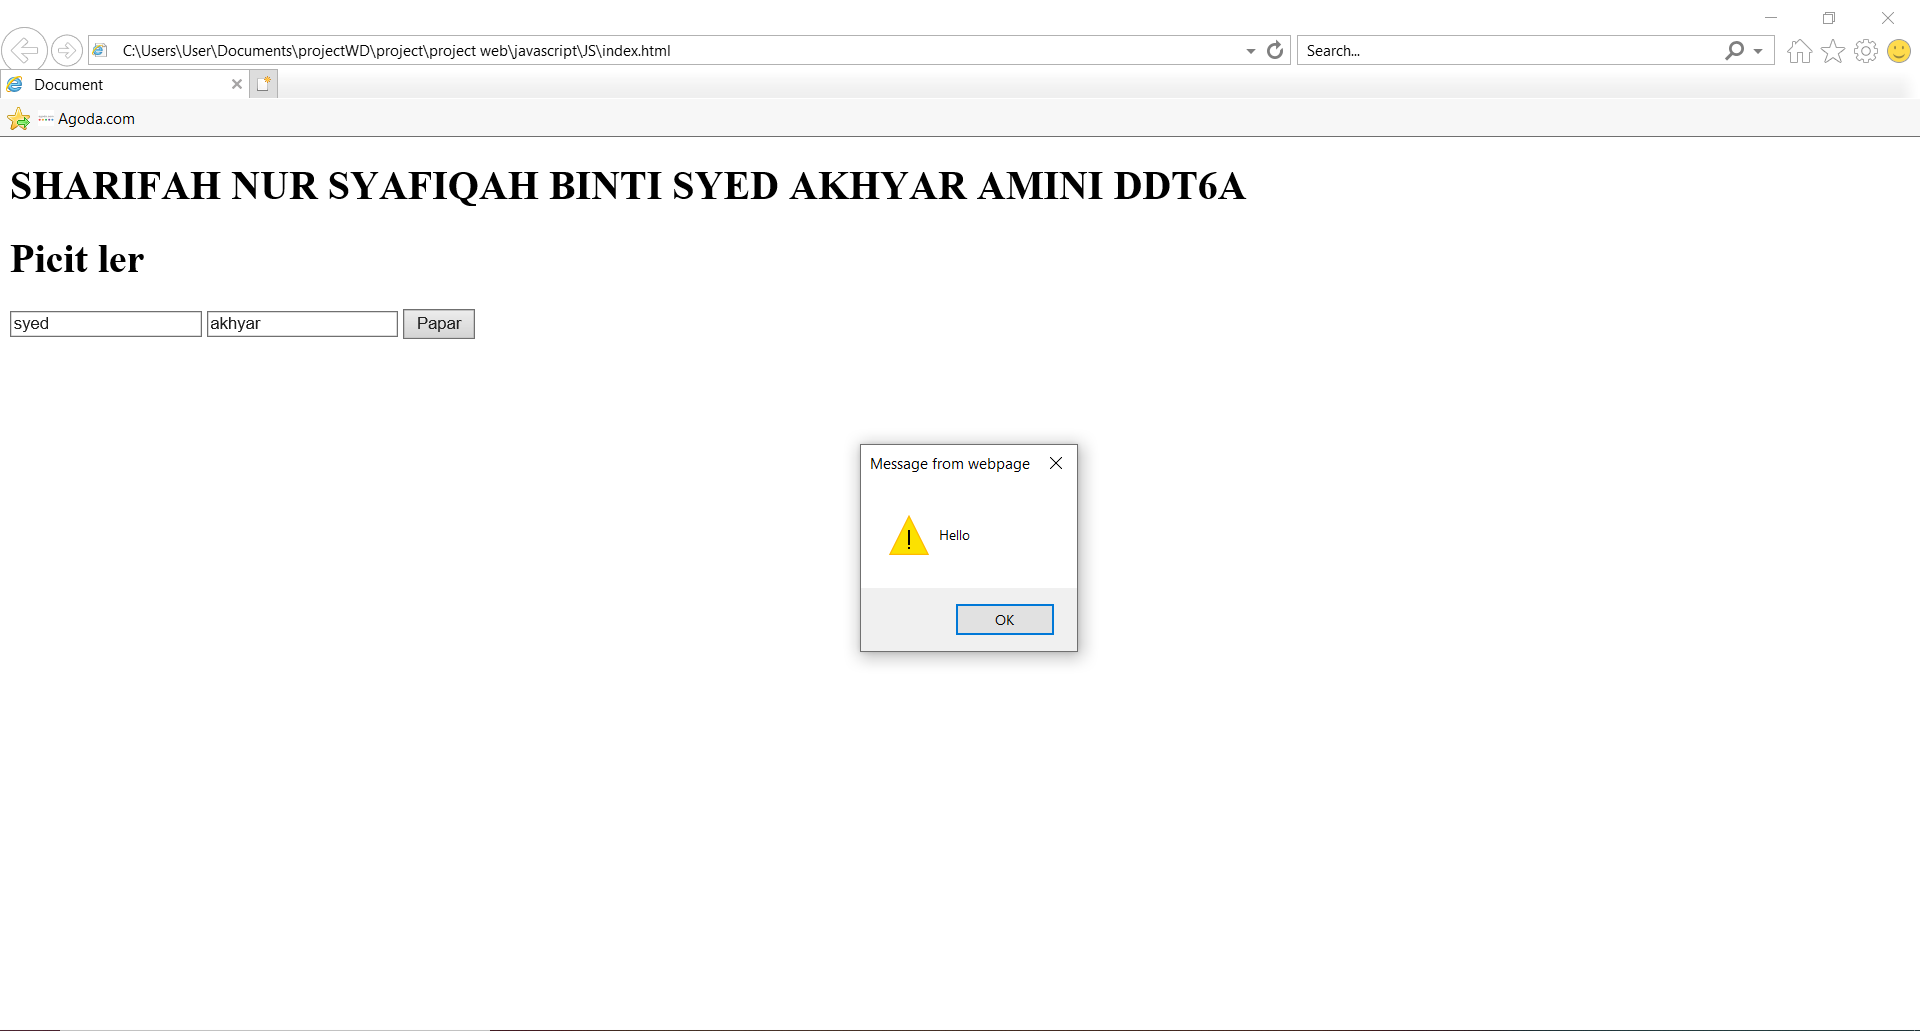 C:\Users\User\Documents\projectWD\project\project web\javascript\JS\index.html
Search...
Document
Agoda.com
SHARIFAH NUR SYAFIQAH BINTI SYED AKHYAR AMINI DDT6A
Picit ler
syed akhyar Papar
Message from webpage
Hello
OK